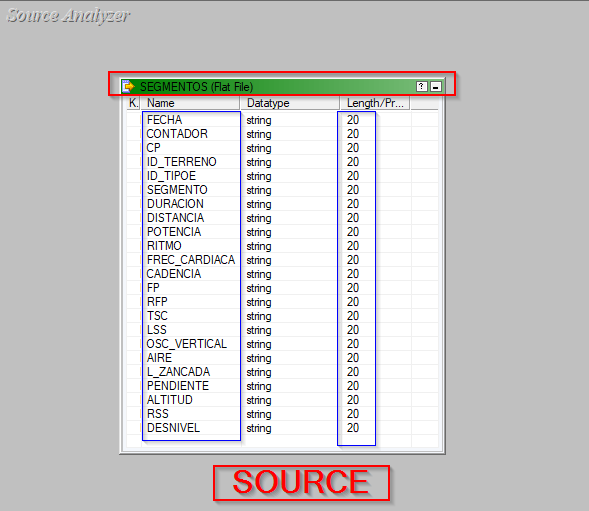 Source Analyzer
SEGMENTOS (Flat File)
K. Name Datatype Length/Pr...
FECHA string 20
CONTADOR string 20
CP string 20
ID_TERRENO string 20
ID_TIPOE string 20
SEGMENTO string 20
DURACION string 20
DISTANCIA string 20
POTENCIA string 20
RITMO string 20
FREC_CARDIACA string 20
CADENCIA string 20
FP string 20
RFP string 20
TSC string 20
LSS string 20
OSC_VERTICAL string 20
AIRE string 20
L_ZANCADA string 20
PENDIENTE string 20
ALTITUD string 20
RSS string 20
DESNIVEL string 20
SOURCE